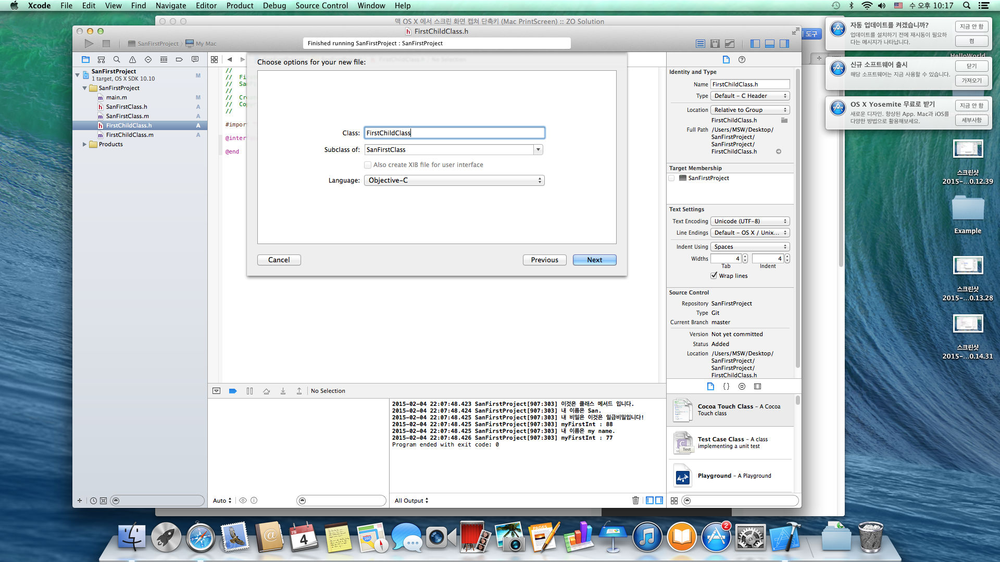 Xcode File Edit View Find Navigate Editor Product Debug Source Control Window Help
수 오후 10:17
맥 OS X 에서 스크린 화면 캡쳐 단축키 (Mac PrintScreen) :: ZO Solution
FirstChildClass.h
SanFirstProject My Mac
Finished running SanFirstProject : SanFirstProject
SanFirstProject
1 target, OS X SDK 10.10 M
SanFirstProject
main.m M
SanFirstClass.h A
SanFirstClass.m A
FirstChildClass.h A
FirstChildClass.m A
Products
//
// Fi
// Sa
//
// Cre
// Cop
//
#impor
@inter
@end
Choose options for your new file:
Class: FirstChildClass
Subclass of: SanFirstClass
Also create XIB file for user interface
Language: Objective-C
Cancel Previous Next
Identity and Type
Name FirstChildClass.h
Type Default - C Header
Location Relative to Group
FirstChildClass.h
Full Path /Users/MSW/Desktop/
SanFirstProject/
SanFirstProject/
FirstChildClass.h
Target Membership
SanFirstProject
Text Settings
Text Encoding Unicode (UTF-8)
Line Endings Default - OS X / Unix...
Indent Using Spaces
Widths 4 4
Tab Indent
Wrap lines
Source Control
Repository SanFirstProject
Type Git
Current Branch master
Version Not yet committed
Status Added
Location /Users/MSW/Desktop/
SanFirstProject/
SanFirstProject/
FirstChildClass.h
Cocoa Touch Class - A Cocoa
Touch class
Test Case Class - A class
implementing a unit test
Test
Playground - A Playground
No Selection
2015-02-04 22:07:48.423 SanFirstProject[907:303] 이것은 클래스 메서드 입니다.
2015-02-04 22:07:48.424 SanFirstProject[907:303] 내 이름은 San.
2015-02-04 22:07:48.425 SanFirstProject[907:303] 내 비밀은 이것은 일급비밀입니다!
2015-02-04 22:07:48.425 SanFirstProject[907:303] myFirstInt : 88
2015-02-04 22:07:48.425 SanFirstProject[907:303] 내 이름은 my name.
2015-02-04 22:07:48.426 SanFirstProject[907:303] myFirstInt : 77
Program ended with exit code: 0
Auto
All Output
자동 업데이트를 켜겠습니까?
업데이트를 설치하기 전에 재시동이 필요하
다는 메시지가 나타납니다.
지금 안 함
켬
도구
HelloWorld
신규 소프트웨어 출시
해당 소프트웨어는 지금 사용할 수 있습니다.
닫기
가져오기
OS X Yosemite 무료로 받기
새로운 디자인. 향상된 App. Mac과 iOS를
다양한 방법으로 활용해보세요.
지금 안 함
세부사항
스크린샷
2015-...0.12.39
Example
스크린샷
2015-...0.13.28
스크린샷
2015-...0.14.31
2월
4
280
PAGES
2